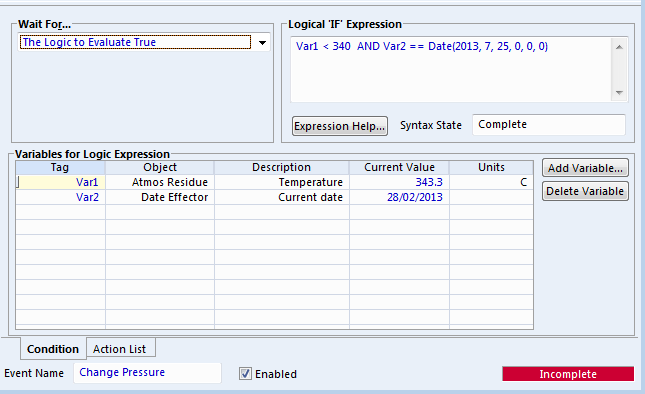 Wait For...
The Logic to Evaluate True
Logical 'IF' Expression
Var1 < 340 AND Var2 == Date(2013, 7, 25, 0, 0, 0)
Expression Help...
Syntax State
Complete
Variables for Logic Expression
Tag Object Description Current Value Units
Var1 Atmos Residue Temperature 343.3 C
Var2 Date Effector Current date 28/02/2013
Add Variable...
Delete Variable
Condition Action List
Event Name Change Pressure Enabled Incomplete